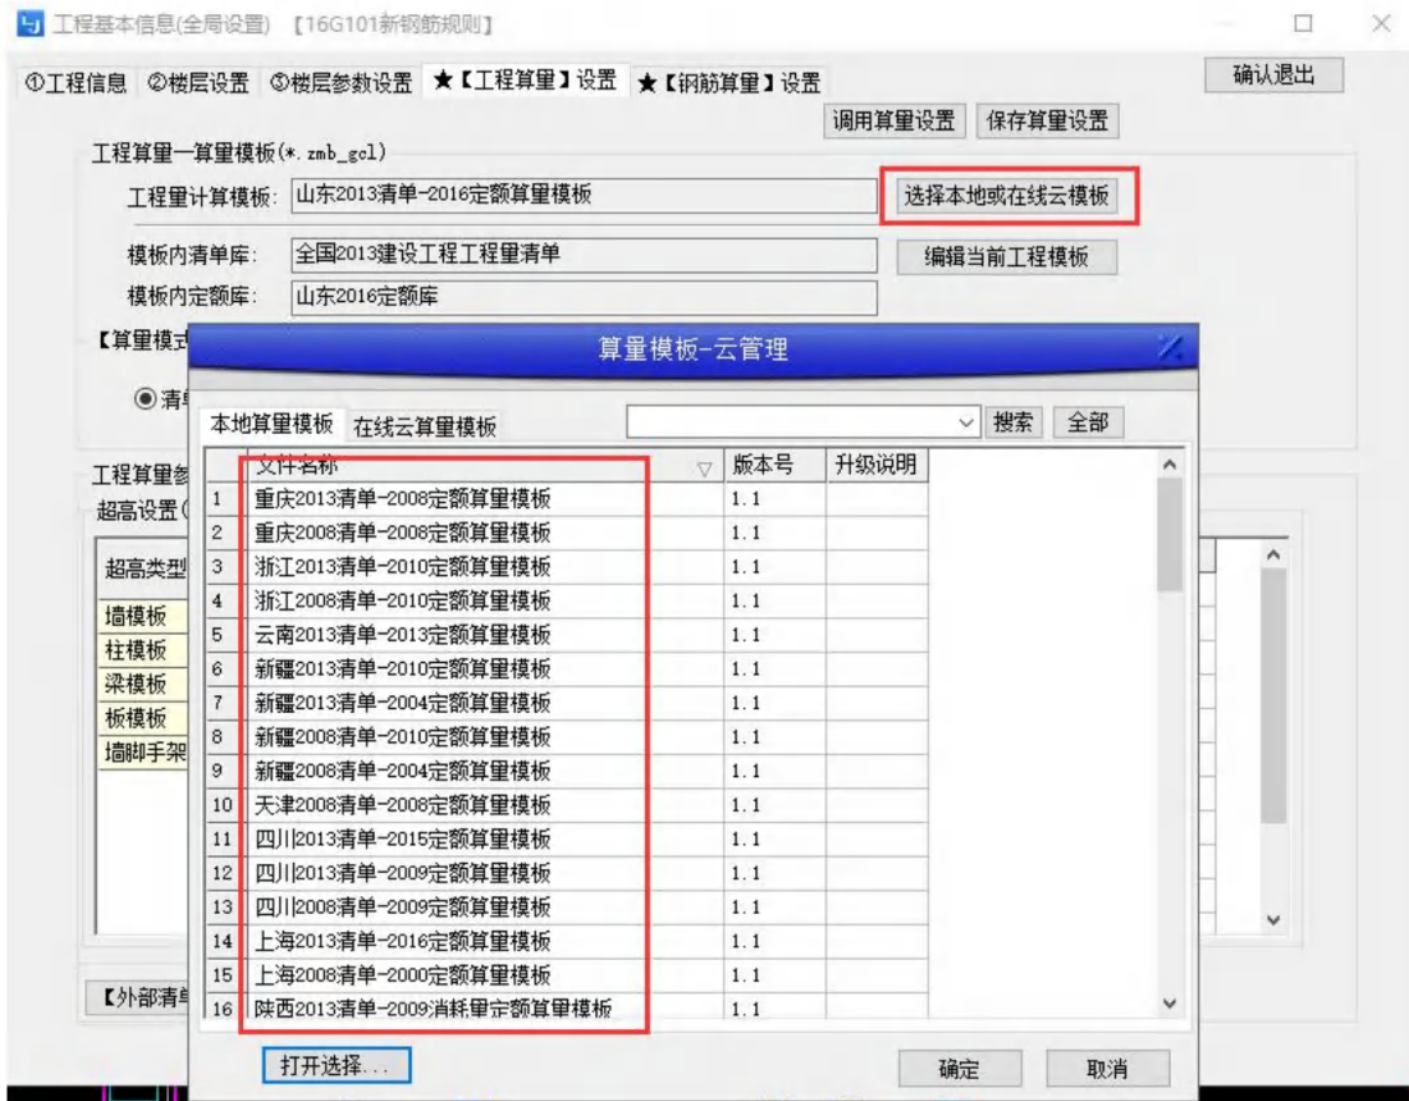 工程基本信息(全局设置) 【16G101新钢筋规则】
①工程信息 ②楼层设置 ③楼层参数设置 ★【工程算量】设置 ★【钢筋算量】设置 确认退出
调用算量设置 保存算量设置
工程算量—算量模板(*.zmb_gcl)
工程量计算模板: 山东2013清单-2016定额算量模板 选择本地或在线云模板
模板内清单库: 全国2013建设工程工程量清单 编辑当前工程模板
模板内定额库: 山东2016定额库
【算量模式
算量模板-云管理
清单
本地算量模板 在线云算量模板 搜索 全部
文件名称 版本号 升级说明
工程算量参
超高设置(
超高类型
墙模板
柱模板
梁模板
板模板
墙脚手架
1 重庆2013清单-2008定额算量模板 1.1
2 重庆2008清单-2008定额算量模板 1.1
3 浙江2013清单-2010定额算量模板 1.1
4 浙江2008清单-2010定额算量模板 1.1
5 云南2013清单-2013定额算量模板 1.1
6 新疆2013清单-2010定额算量模板 1.1
7 新疆2013清单-2004定额算量模板 1.1
8 新疆2008清单-2010定额算量模板 1.1
9 新疆2008清单-2004定额算量模板 1.1
10 天津2008清单-2008定额算量模板 1.1
11 四川2013清单-2015定额算量模板 1.1
12 四川2013清单-2009定额算量模板 1.1
13 四川2008清单-2009定额算量模板 1.1
14 上海2013清单-2016定额算量模板 1.1
15 上海2008清单-2000定额算量模板 1.1
16 陕西2013清单-2009消耗量定额算量模板 1.1
【外部清单
打开选择... 确定 取消